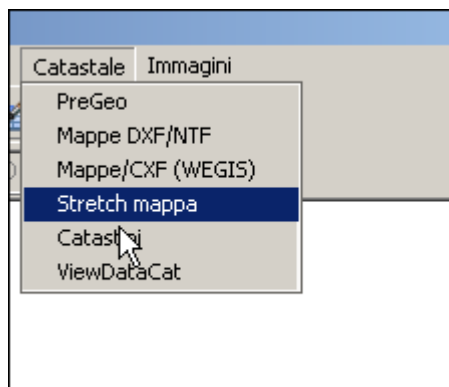 Catastale Immagini
PreGeo
Mappe DXF/NTF
Mappe/CXF (WEGIS)
Stretch mappa
ViewDataCat